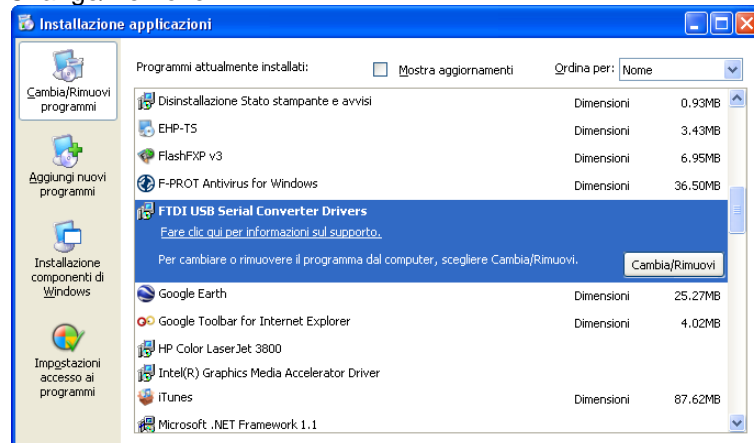 Installazione applicazioni
Programmi attualmente installati:
Mostra aggiornamenti
Ordina per: Nome
Cambia/Rimuovi
programmi
Aggiungi nuovi
programmi
Installazione
componenti di
Windows
Impostazioni
accesso ai
programmi
Disinstallazione Stato stampante e avvisi Dimensioni 0.93MB
EHP-TS Dimensioni 3.43MB
FlashFXP v3 Dimensioni 6.95MB
F-PROT Antivirus for Windows Dimensioni 36.50MB
FTDI USB Serial Converter Drivers
Fare clic qui per informazioni sul supporto.
Per cambiare o rimuovere il programma dal computer, scegliere Cambia/Rimuovi.
Cambia/Rimuovi
Google Earth Dimensioni 25.27MB
Google Toolbar for Internet Explorer Dimensioni 4.02MB
HP Color LaserJet 3800
Intel(R) Graphics Media Accelerator Driver
iTunes Dimensioni 87.62MB
Microsoft .NET Framework 1.1